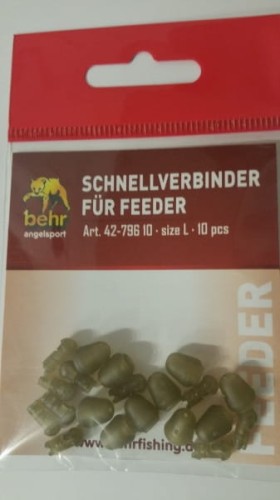 SCHNELLVERBINDER
FÜR FEEDER
Art. 42-796 10 · size L · 10 pcs
behr
angelsport
FEEDER